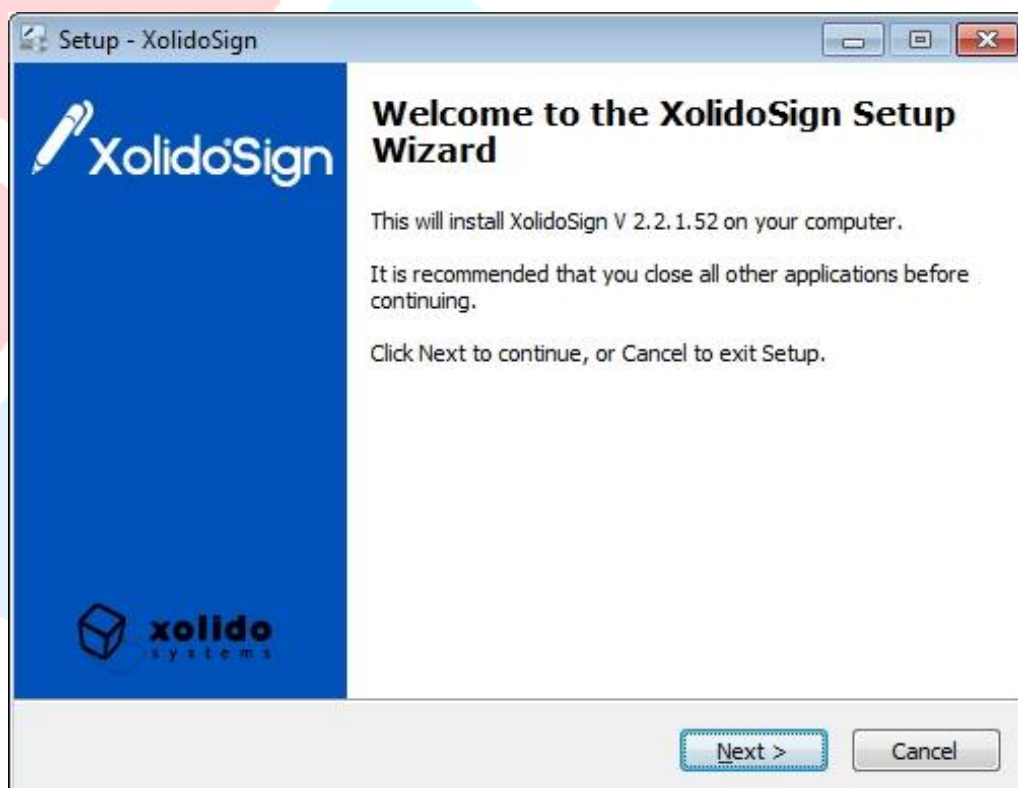 Setup - XolidoSign
XolidoSign
Welcome to the XolidoSign Setup
Wizard
This will install XolidoSign V 2.2.1.52 on your computer.
It is recommended that you close all other applications before
continuing.
Click Next to continue, or Cancel to exit Setup.
xolido
systems
Next >
Cancel